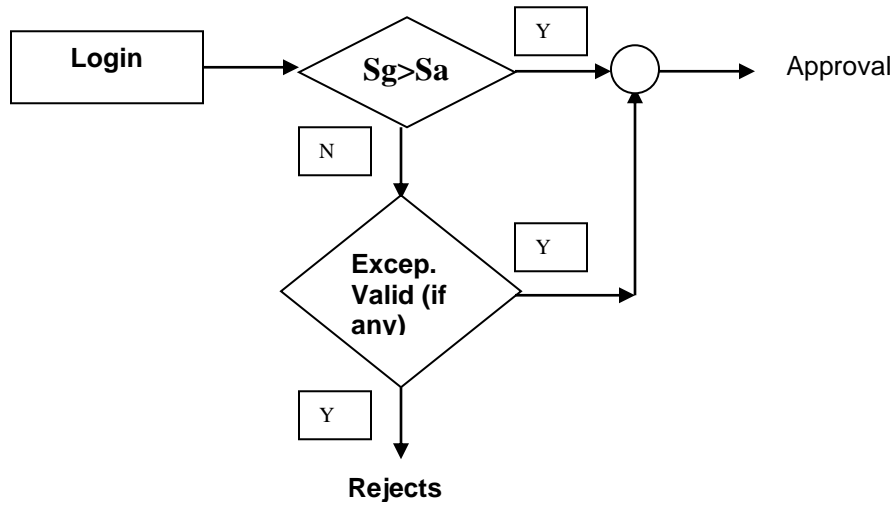 Login
Sg>Sa
Y
Approval
N
Excep.
Valid (if
any)
Y
Y
Rejects